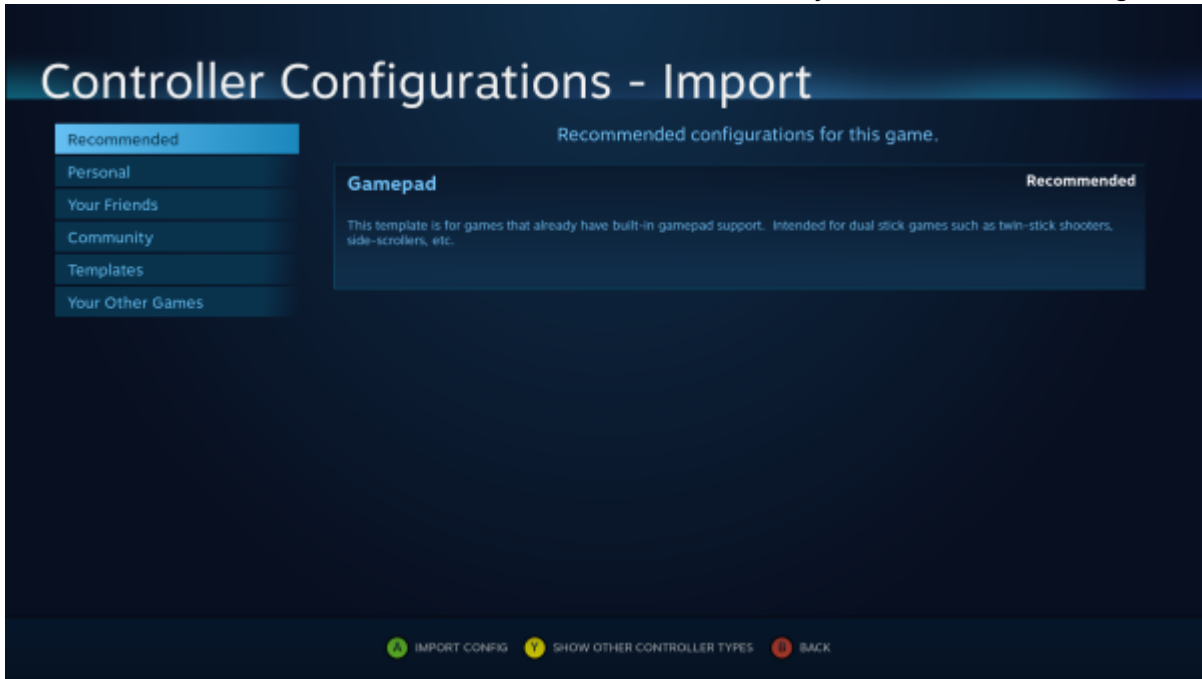 Controller Configurations - Import
Recommended
Personal
Your Friends
Community
Templates
Your Other Games
Recommended configurations for this game.
Gamepad
Recommended
This template is for games that already have built-in gamepad support. Intended for dual stick games such as twin-stick shooters,
side-scrollers, etc.
A IMPORT CONFIG Y SHOW OTHER CONTROLLER TYPES B BACK